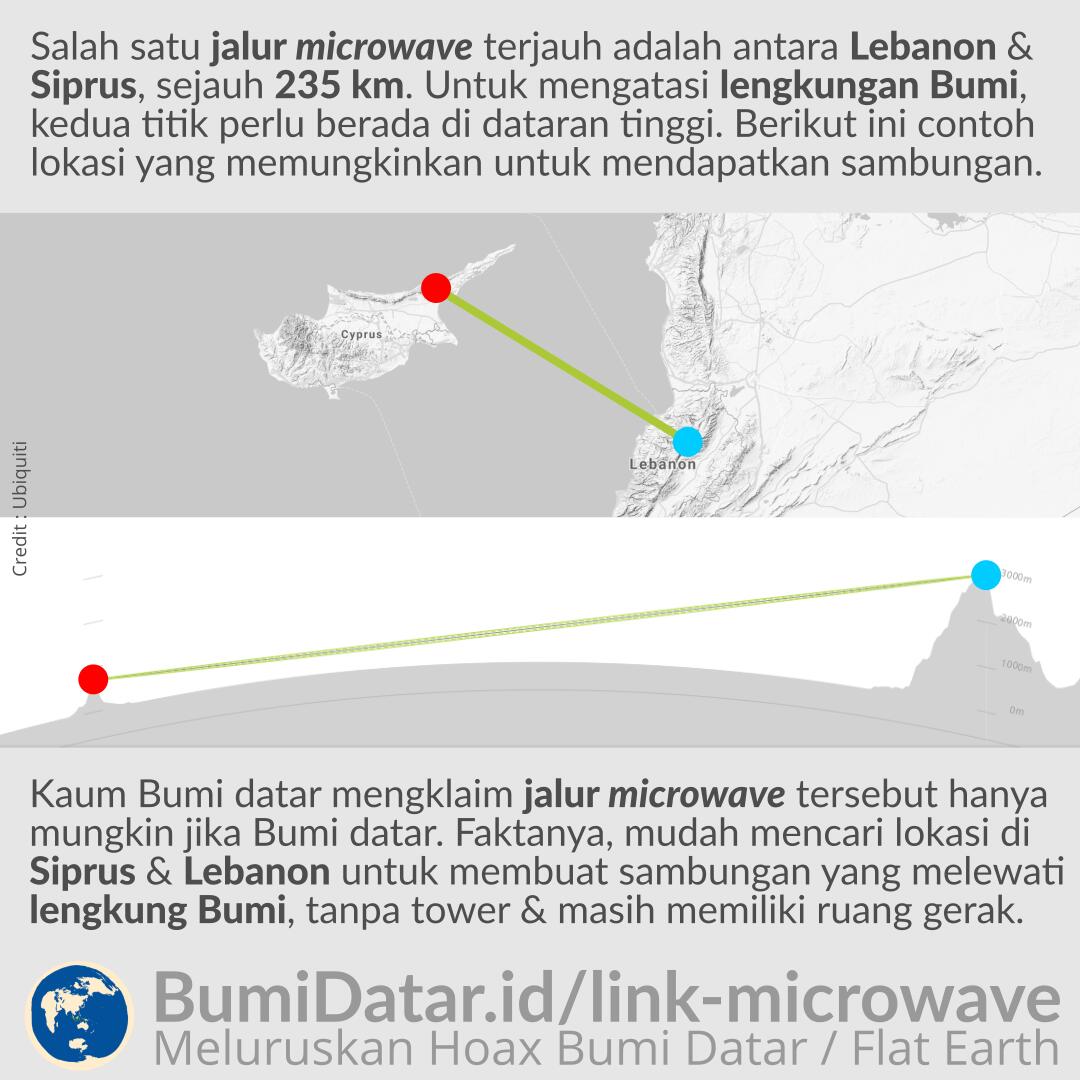 Salah satu jalur microwave terjauh adalah antara Lebanon &
Siprus, sejauh 235 km. Untuk mengatasi lengkungan Bumi,
kedua titik perlu berada di dataran tinggi. Berikut ini contoh
lokasi yang memungkinkan untuk mendapatkan sambungan.
Cyprus
Lebanon
Credit : Ubiquiti
3000m
2000m
1000m
0m
Kaum Bumi datar mengklaim jalur microwave tersebut hanya
mungkin jika Bumi datar. Faktanya, mudah mencari lokasi di
Siprus & Lebanon untuk membuat sambungan yang melewati
lengkung Bumi, tanpa tower & masih memiliki ruang gerak.
BumiDatar.id/link-microwave
Meluruskan Hoax Bumi Datar / Flat Earth